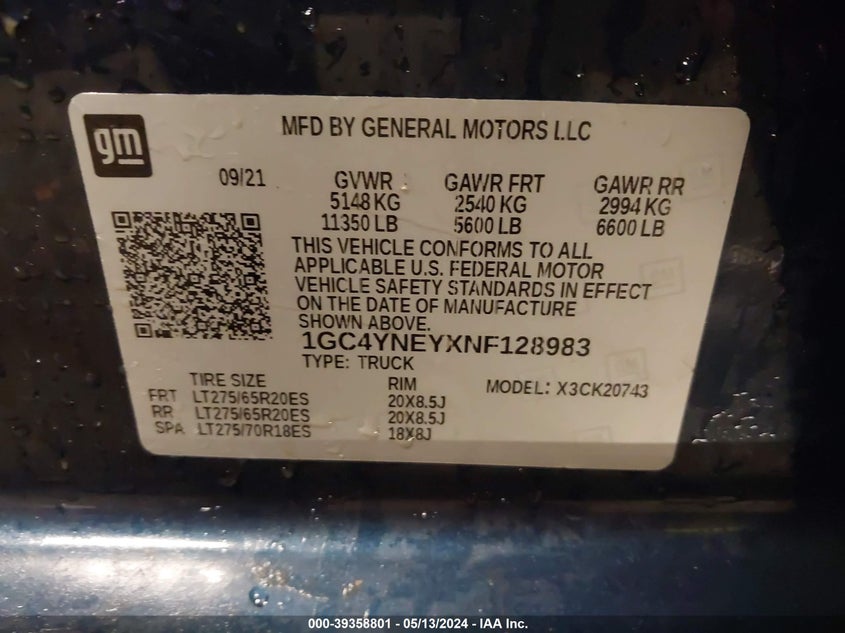 gm
MFD BY GENERAL MOTORS LLC
09/21 GVWR GAWR FRT GAWR RR
5148 KG 2540 KG 2994 KG
11350 LB 5600 LB 6600 LB
THIS VEHICLE CONFORMS TO ALL
APPLICABLE U.S. FEDERAL MOTOR
VEHICLE SAFETY STANDARDS IN EFFECT
ON THE DATE OF MANUFACTURE
SHOWN ABOVE.
1GC4YNEYXNF128983
TYPE: TRUCK
TIRE SIZE RIM MODEL: X3CK20743
FRT LT275/65R20ES 20X8.5J
RR LT275/65R20ES 20X8.5J
SPA LT275/70R18ES 18X8J
000-39358801 - 05/13/2024 - IAA Inc.